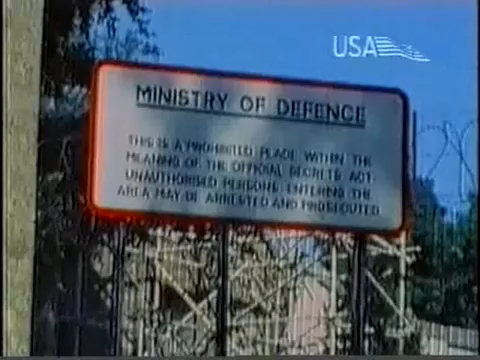 USA
MINISTRY OF DEFENCE
THIS IS A PROHIBITED PLACE WITHIN THE
MEANING OF THE OFFICIAL SECRETS ACT.
UNAUTHORISED PERSONS ENTERING THE
AREA MAY BE ARRESTED AND PROSECUTED